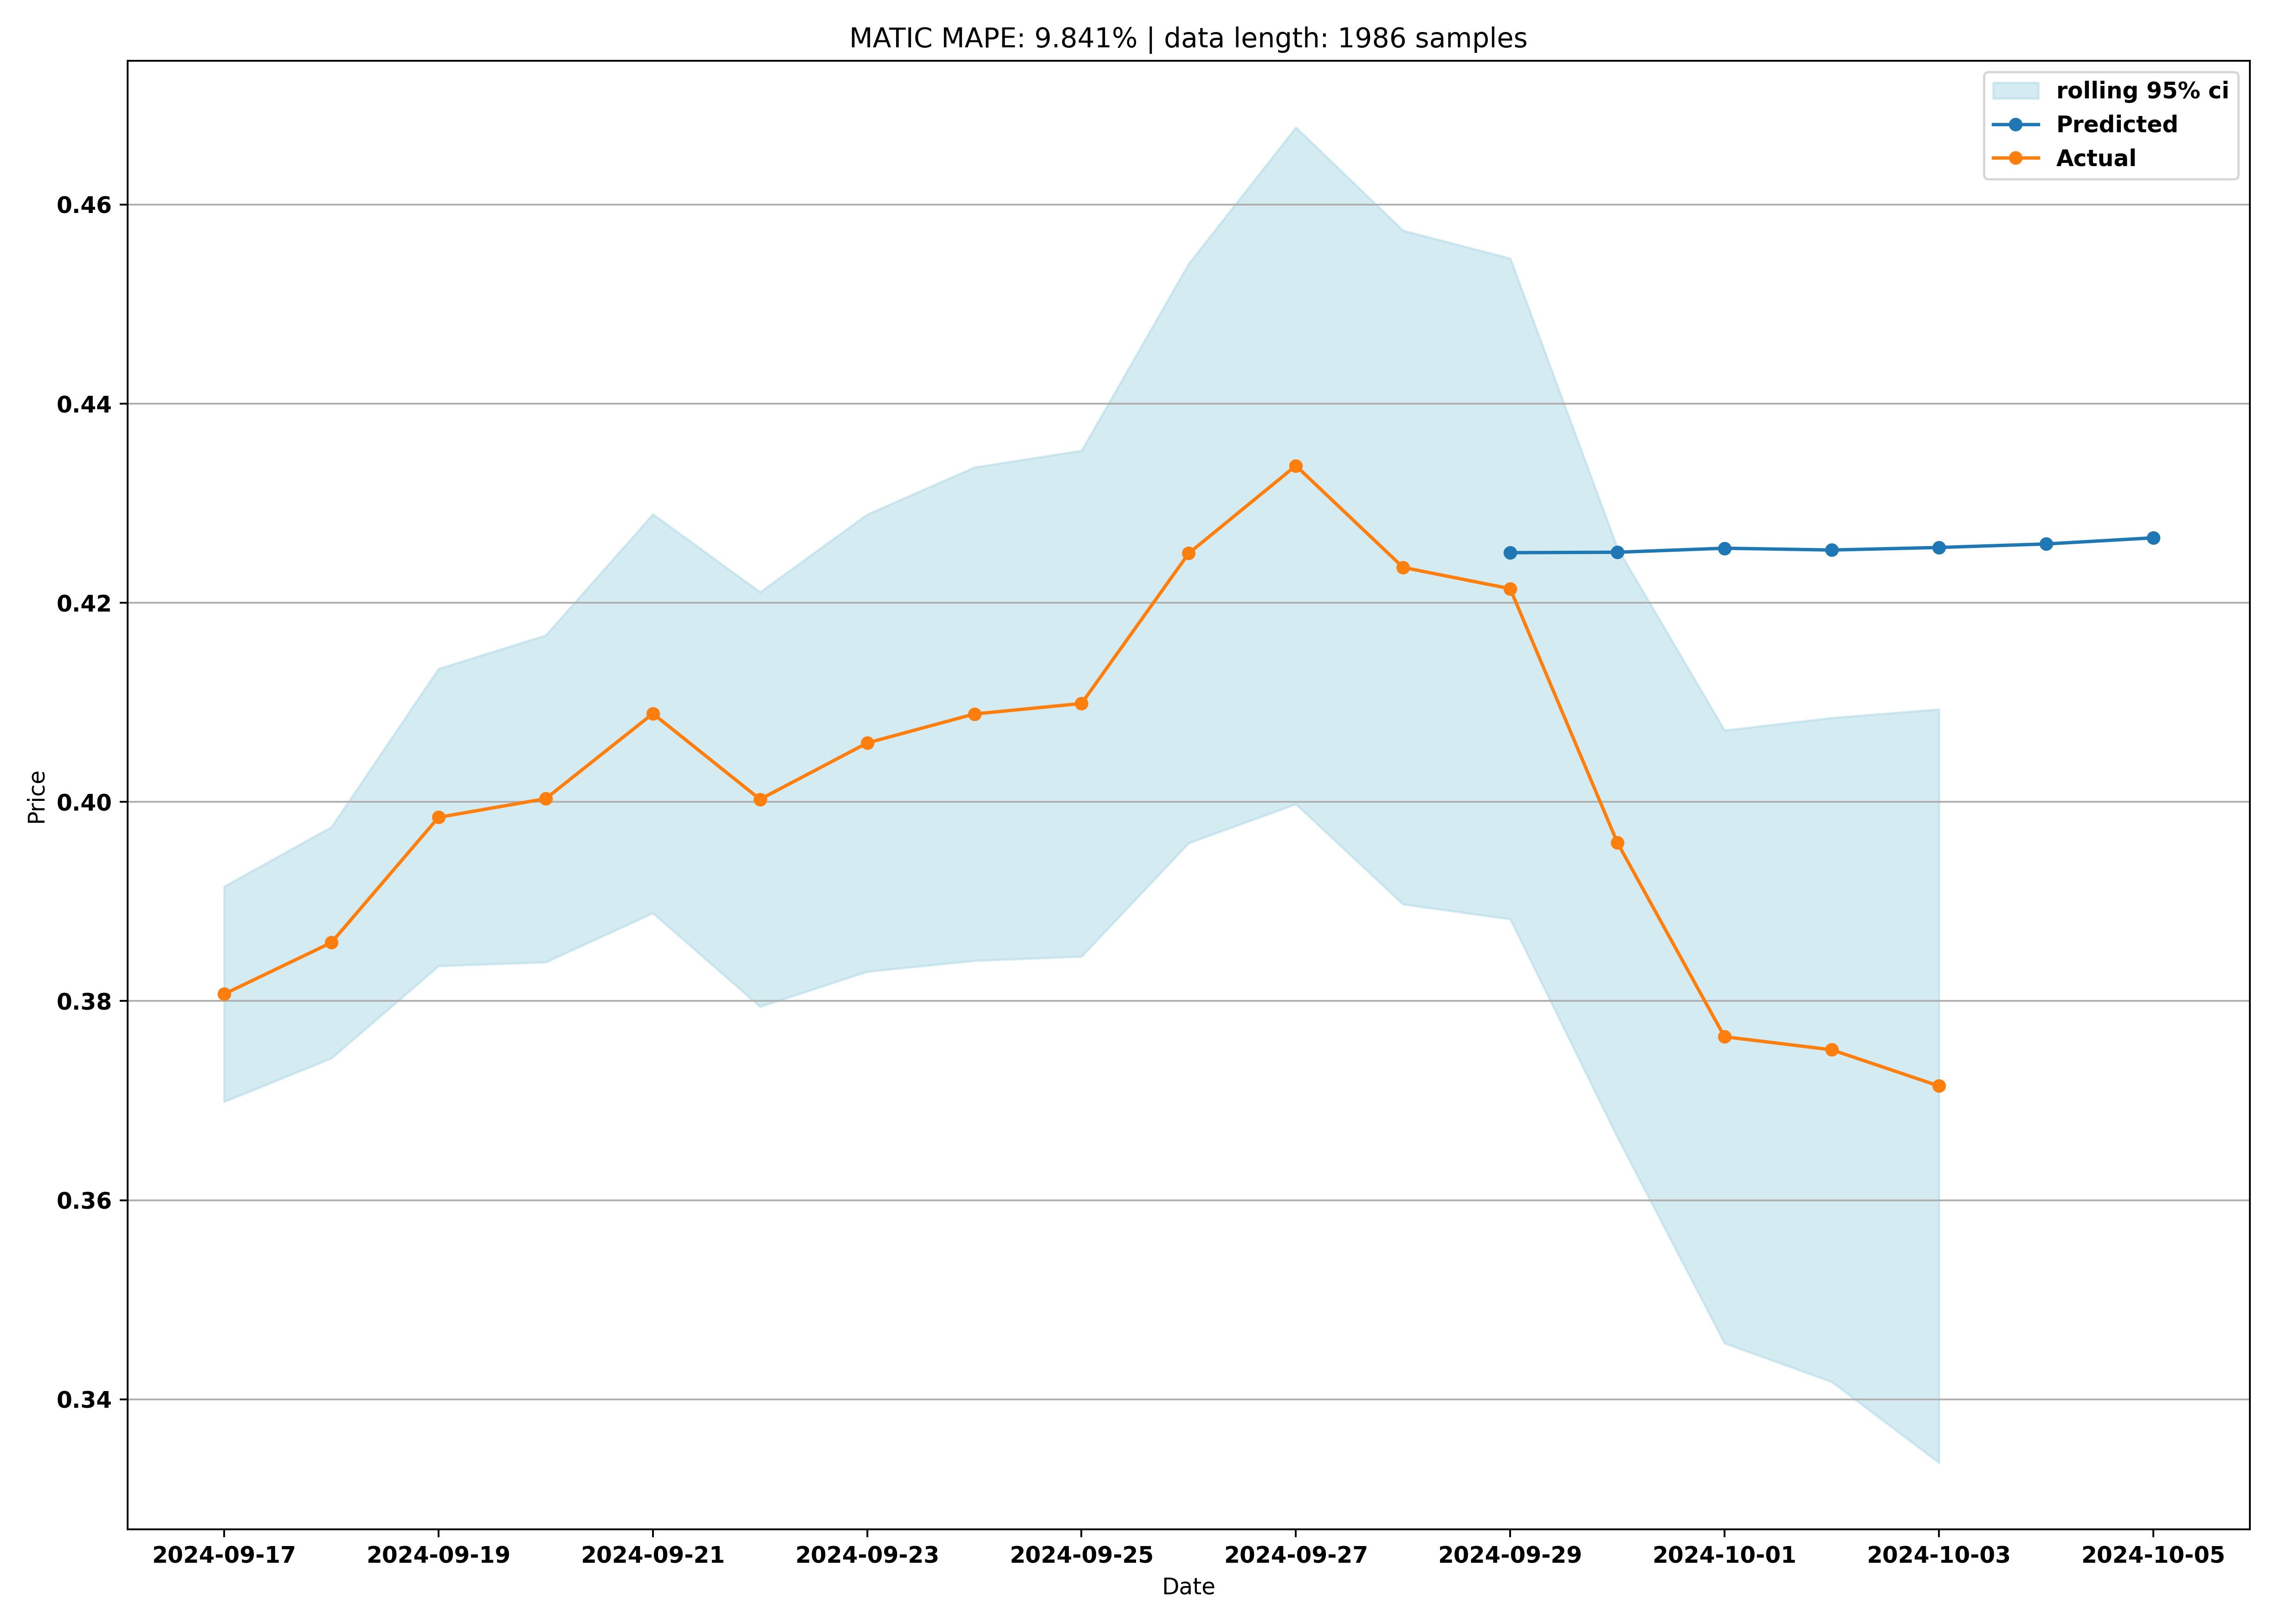 MATIC MAPE: 9.841% | data length: 1986 samples
rolling 95% ci
Predicted
Actual
0.46
0.44
0.42
0.40
0.38
0.36
0.34
Price
2024-09-17 2024-09-19 2024-09-21 2024-09-23 2024-09-25 2024-09-27 2024-09-29 2024-10-01 2024-10-03 2024-10-05
Date